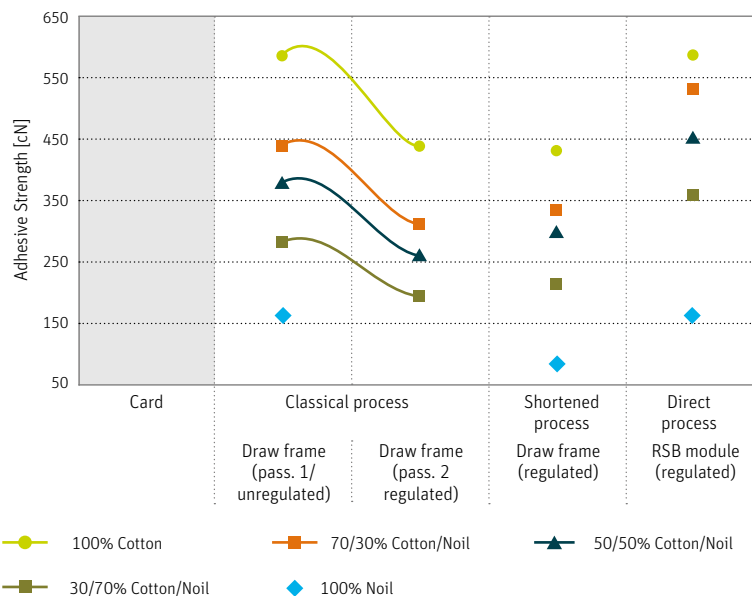 650
550
450
350
250
150
50
Adhesive Strength [cN]
Card
Classical process
Shortened
process
Direct
process
Draw frame
(pass. 1/
unregulated)
Draw frame
(pass. 2
regulated)
Draw frame
(regulated)
RSB module
(regulated)
100% Cotton
70/30% Cotton/Noil
50/50% Cotton/Noil
30/70% Cotton/Noil
100% Noil